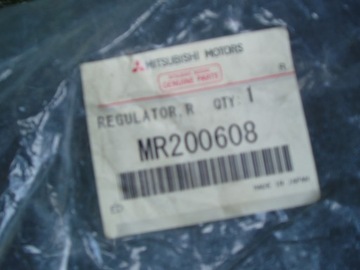 MITSUBISHI MOTORS
GENUINE PARTS
REGULATOR, R QTY: 1
MR200608
MADE IN JAPAN